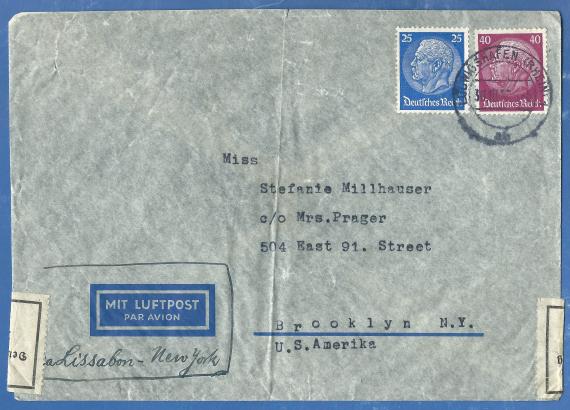 25 25
40 40
Deutsches Reich
Deutsches Reich
Miss
Stefanie Millhauser
c/o Mrs.Prager
504 East 91. Street
MIT LUFTPOST
PAR AVION
Brooklyn N.Y.
U.S.Amerika
Lissabon - New York